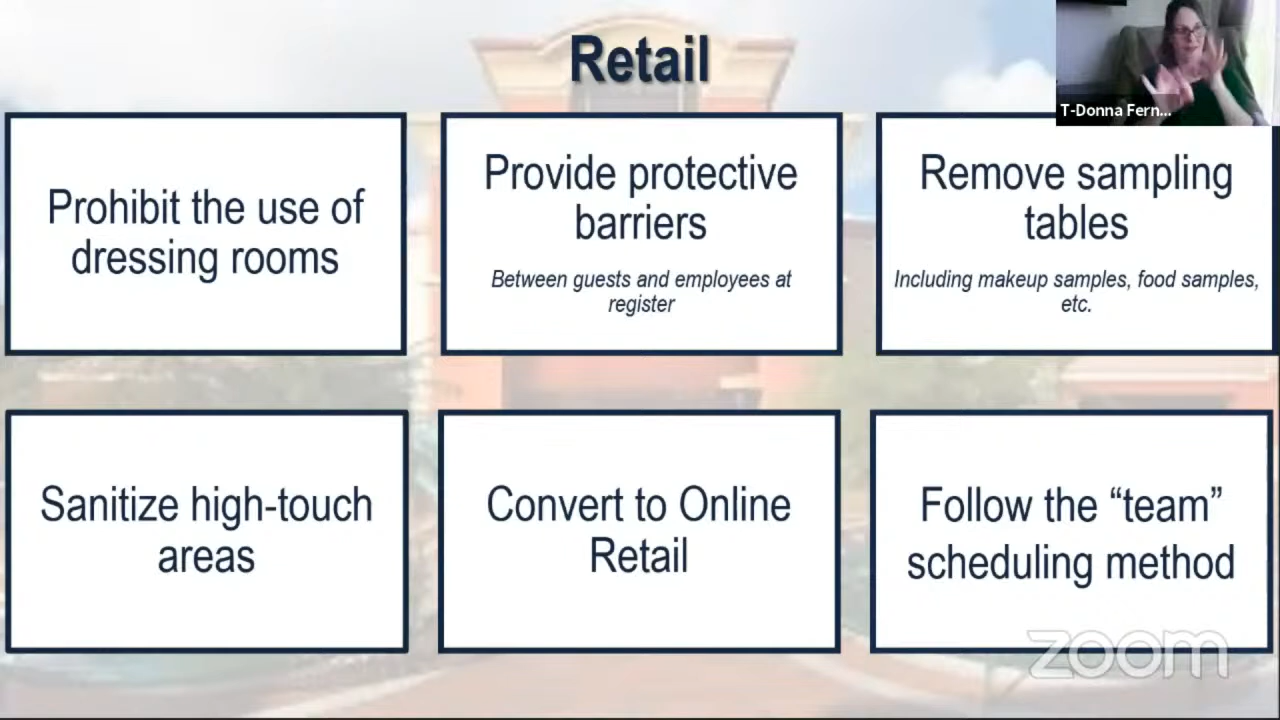 Retail
T-Donna Fern...
Prohibit the use of
dressing rooms
Provide protective
barriers
Between guests and employees at
register
Remove sampling
tables
Including makeup samples, food samples,
etc.
Sanitize high-touch
areas
Convert to Online
Retail
Follow the “team”
scheduling method
zoom